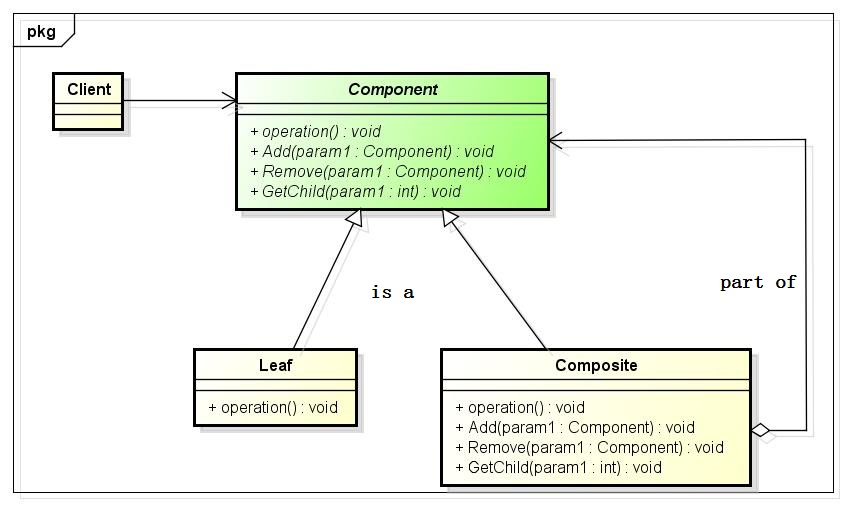 pkg
Client
Component
+ operation() : void
+ Add(param1 : Component) : void
+ Remove(param1 : Component) : void
+ GetChild(param1 : int) : void
is a
part of
Leaf
+ operation() : void
Composite
+ operation() : void
+ Add(param1 : Component) : void
+ Remove(param1 : Component) : void
+ GetChild(param1 : int) : void